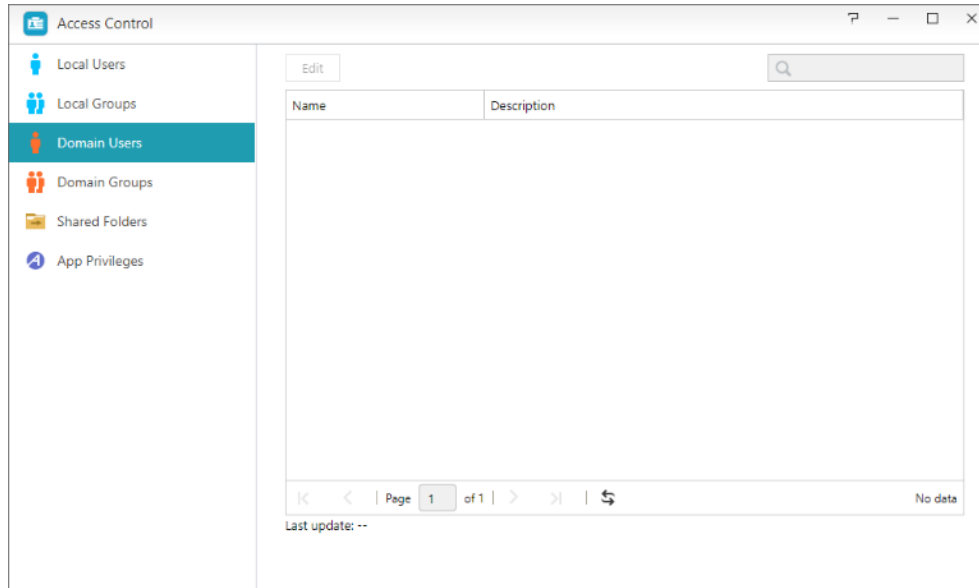 Access Control
Local Users
Local Groups
Domain Users
Domain Groups
Shared Folders
App Privileges
Edit
Name Description
Page 1 of 1 No data
Last update: --